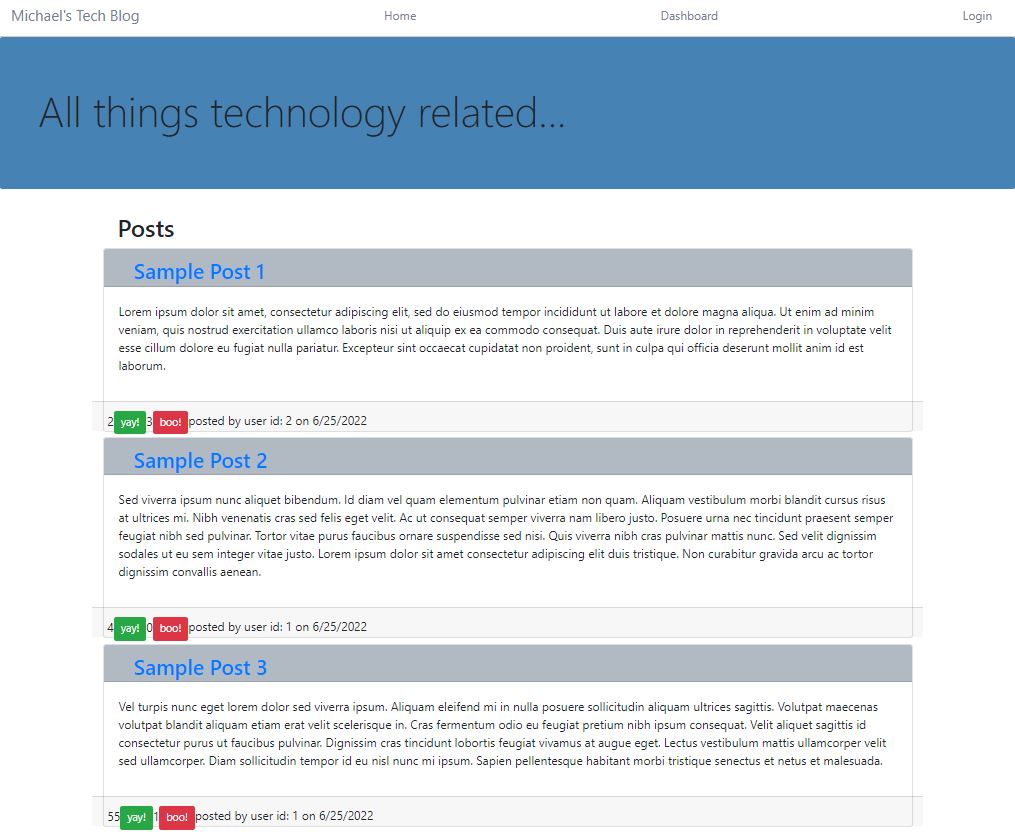 Michael's Tech Blog Home Dashboard Login
All things technology related...
Posts
Sample Post 1
Lorem ipsum dolor sit amet, consectetur adipiscing elit, sed do eiusmod tempor incididunt ut labore et dolore magna aliqua. Ut enim ad minim
veniam, quis nostrud exercitation ullamco laboris nisi ut aliquip ex ea commodo consequat. Duis aute irure dolor in reprehenderit in voluptate velit
esse cillum dolore eu fugiat nulla pariatur. Excepteur sint occaecat cupidatat non proident, sunt in culpa qui officia deserunt mollit anim id est
laborum.
2 yay! 3 boo! posted by user id: 2 on 6/25/2022
Sample Post 2
Sed viverra ipsum nunc aliquet bibendum. Id diam vel quam elementum pulvinar etiam non quam. Aliquam vestibulum morbi blandit cursus risus
at ultrices mi. Nibh venenatis cras sed felis eget velit. Ac ut consequat semper viverra nam libero justo. Posuere urna nec tincidunt praesent semper
feugiat nibh sed pulvinar. Tortor vitae purus faucibus ornare suspendisse sed nisi. Quis viverra nibh cras pulvinar mattis nunc. Sed velit dignissim
sodales ut eu sem integer vitae justo. Lorem ipsum dolor sit amet consectetur adipiscing elit duis tristique. Non curabitur gravida arcu ac tortor
dignissim convallis aenean.
4 yay! 0 boo! posted by user id: 1 on 6/25/2022
Sample Post 3
Vel turpis nunc eget lorem dolor sed viverra ipsum. Aliquam eleifend mi in nulla posuere sollicitudin aliquam ultrices sagittis. Volutpat maecenas
volutpat blandit aliquam etiam erat velit scelerisque in. Cras fermentum odio eu feugiat pretium nibh ipsum consequat. Velit aliquet sagittis id
consectetur purus ut faucibus pulvinar. Dignissim cras tincidunt lobortis feugiat vivamus at augue eget. Lectus vestibulum mattis ullamcorper velit
sed ullamcorper. Diam sollicitudin tempor id eu nisl nunc mi ipsum. Sapien pellentesque habitant morbi tristique senectus et netus et malesuada.
55 yay! 1 boo! posted by user id: 1 on 6/25/2022